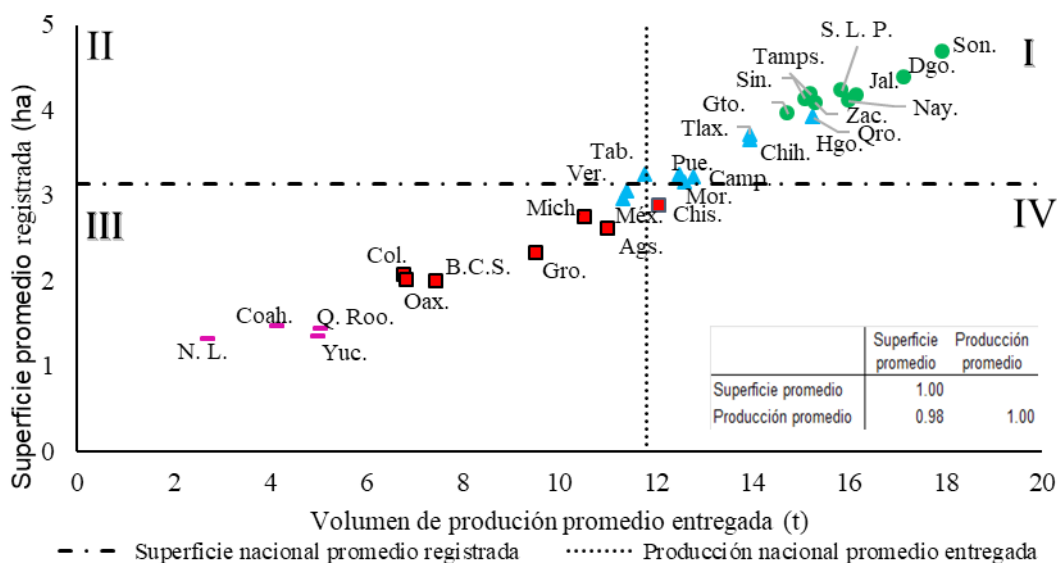 Superficie promedio registrada (ha)
5
4
3
2
1
0
II
I
III
IV
S. L. P.
Son.
Tamps.
Dgo.
Sin.
Jal.
Gto.
Nay.
Zac.
Tlax.
Qro.
Hgo.
Chih.
Tab.
Pue.
Ver.
Camp
Mor.
Mich
Méx.
Chis.
Ags.
Col.
B.C.S.
Gro.
Oax.
Coah.
Q. Roo.
N. L.
Yuc.
Superficie promedio
Producción promedio
Superficie promedio 1.00
Producción promedio 0.98 1.00
0 2 4 6 8 10 12 14 16 18 20
Volumen de produción promedio entregada (t)
Superficie nacional promedio registrada
Producción nacional promedio entregada